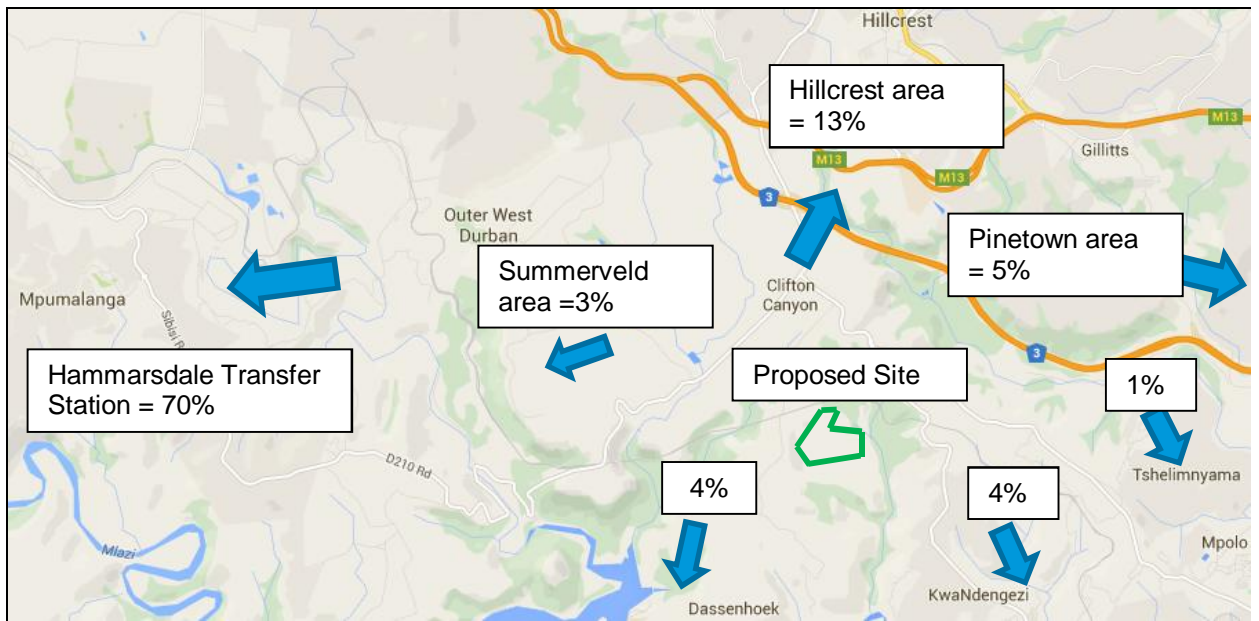 Hillcrest
Hillcrest area
= 13%
M13
M13
M13
Gillitts
3
Outer West
Durban
Pinetown area
= 5%
Summerveld
area =3%
Clifton
Canyon
Mpumalanga
Sibisi R
3
Hammarsdale Transfer
Station = 70%
Proposed Site
1%
D210 Rd
4%
4%
Tshelimnyama
Mlazi
Mpolo
KwaNdengezi
Dassenhoek